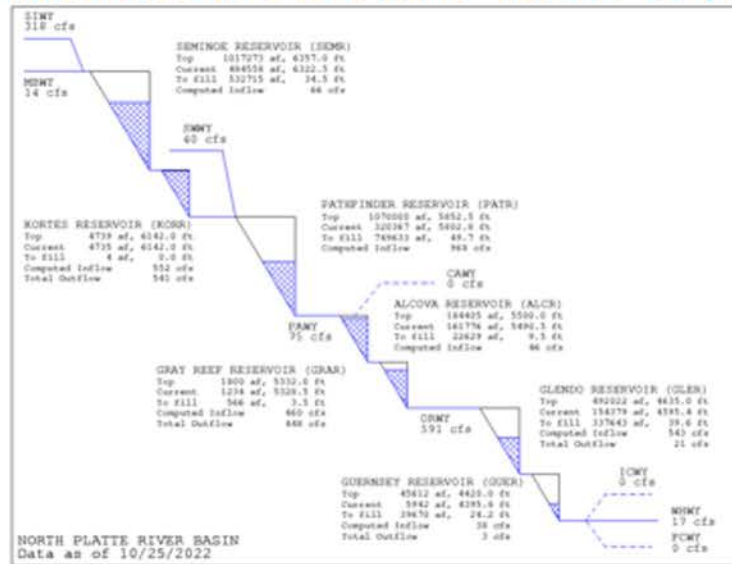 SIWY
318 cfs
MBWT
14 cfs
SEMINOE RESERVOIR (SEMR)
Top 1017273 af, 6357.0 ft
Current 484558 af, 6322.5 ft
To fill 532715 af, 34.5 ft
Computed Inflow cfs
SWWY
60 cfs
KORTES RESERVOIR (KORR)
Top 4739 af, 6142.0 ft
Current 4735 af, 6142.0 ft
To fill 4 af, 0.0 ft
Computed Inflow 552 cfs
Total Outflow 541 cfs
PATHFINDER RESERVOIR (PATR)
Top 1070000 af, 5852.5 ft
Current 320367 af, 5802.8 ft
To fill 749633 af, 49.7 ft
Computed Inflow 968 cfs
PAWY
75 cfs
CAWY
0 cfs
ALCOVA RESERVOIR (ALCR)
Top 184405 af, 5500.0 ft
Current 161776 af, 5490.5 ft
To fill 22629 af, 9.5 ft
Computed Inflow cfs
GRAY REEF RESERVOIR (GRAR)
Top 1800 af, 5332.0 ft
Current 1234 af, 5328.5 ft
To fill 566 af, 3.5 ft
Computed Inflow cfs
Total Outflow cfs
ORWY
591 cfs
GLENDO RESERVOIR (GLER)
Top 492022 af, 4635.0 ft
Current 154379 af, 4595.4 ft
To fill 337643 af, 39.6 ft
Computed Inflow 543 cfs
Total Outflow 21 cfs
GUERNSEY RESERVOIR (GUER)
Top 45612 af, 4420.0 ft
Current 5942 af, 4395.8 ft
To fill 39670 af, 24.2 ft
Computed Inflow 38 cfs
Total Outflow 3 cfs
ICWY
0 cfs
WHWY
17 cfs
FCWY
0 cfs
NORTH PLATTE RIVER BASIN
Data as of 10/25/2022